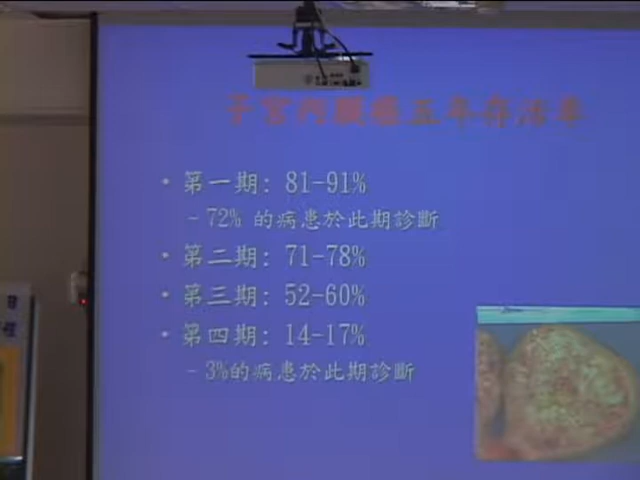 子宮內膜癌五年存活率
• 第一期: 81-91%
- 72% 的病患於此期診斷
• 第二期: 71-78%
• 第三期: 52-60%
• 第四期: 14-17%
- 3%的病患於此期診斷